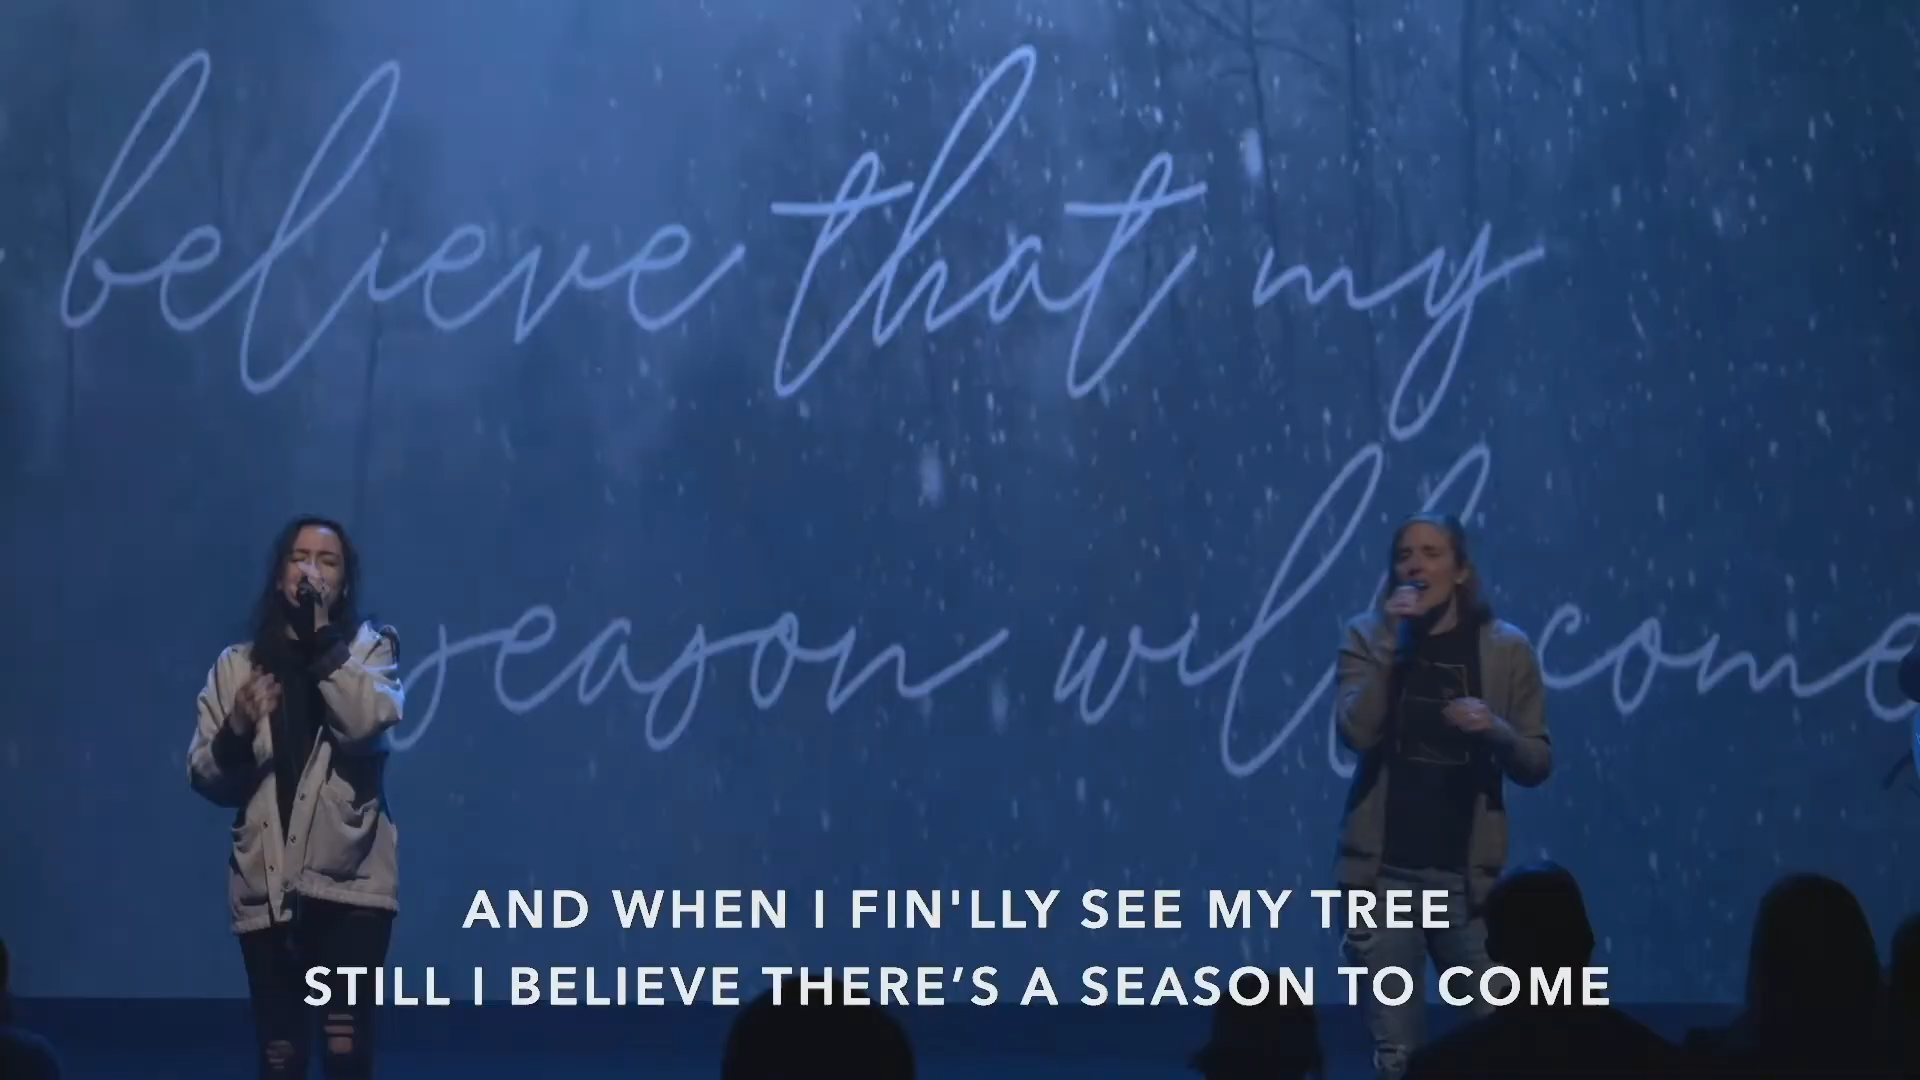 believe that my
season will come
AND WHEN I FIN'LLY SEE MY TREE
STILL I BELIEVE THERE’S A SEASON TO COME